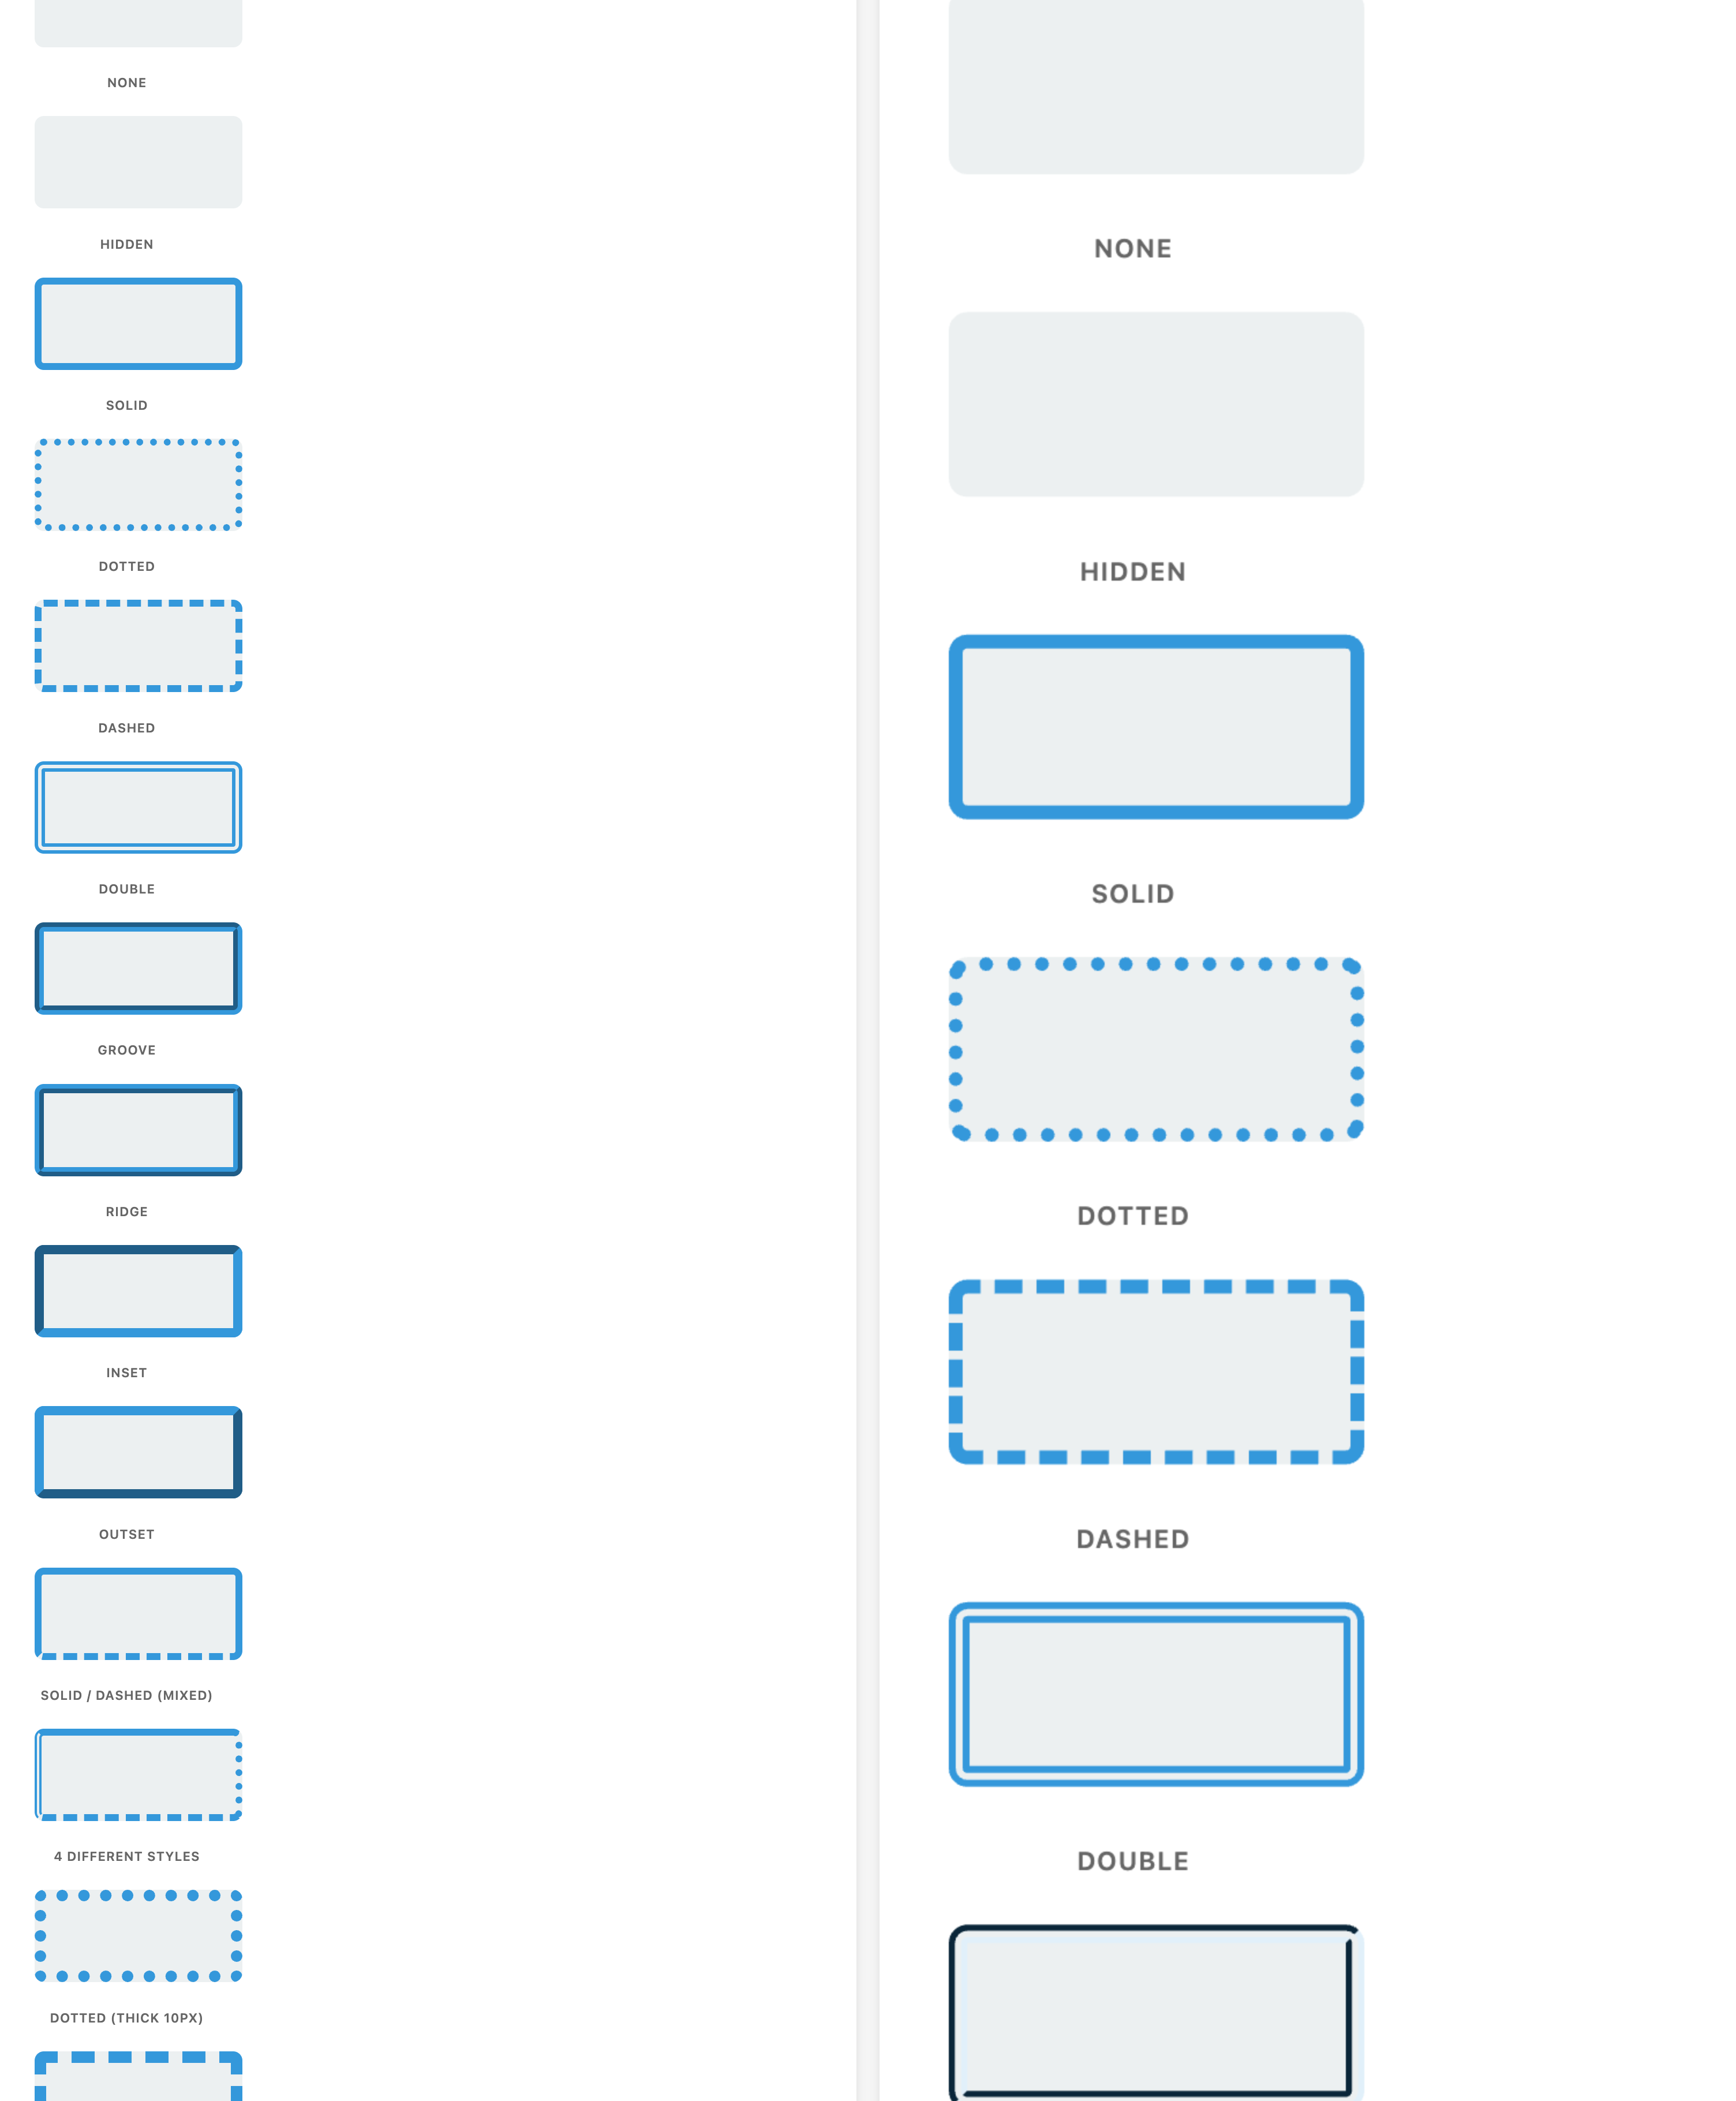 NONE
HIDDEN
SOLID
DOTTED
DASHED
DOUBLE
GROOVE
RIDGE
INSET
OUTSET
SOLID / DASHED (MIXED)
4 DIFFERENT STYLES
DOTTED (THICK 10PX)
NONE
HIDDEN
SOLID
DOTTED
DASHED
DOUBLE